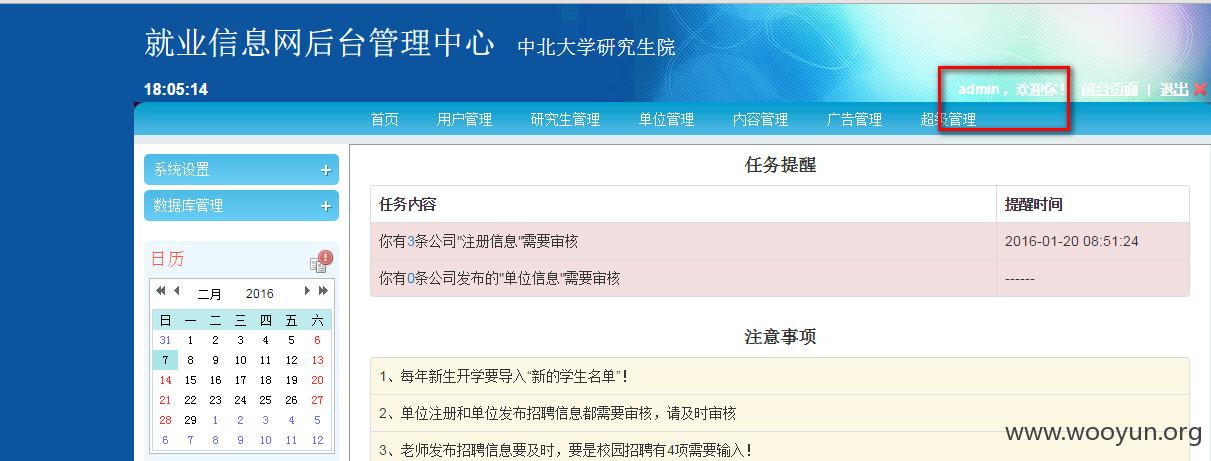 就业信息网后台管理中心 中北大学研究生院
18:05:14 admin，欢迎你！ 前台页面 | 退出
首页 用户管理 研究生管理 单位管理 内容管理 广告管理 超级管理
系统设置 +
数据库管理 +
日历
二月 2016
日 一 二 三 四 五 六
31 1 2 3 4 5 6
7 8 9 10 11 12 13
14 15 16 17 18 19 20
21 22 23 24 25 26 27
28 29 1 2 3 4 5
6 7 8 9 10 11 12
任务提醒
任务内容 提醒时间
你有3条公司"注册信息"需要审核 2016-01-20 08:51:24
你有0条公司发布的"单位信息"需要审核 ------
注意事项
1、每年新生开学要导入“新的学生名单”！
2、单位注册和单位发布招聘信息都需要审核，请及时审核
3、老师发布招聘信息要及时，要是校园招聘有4项需要输入！
www.wooyun.org